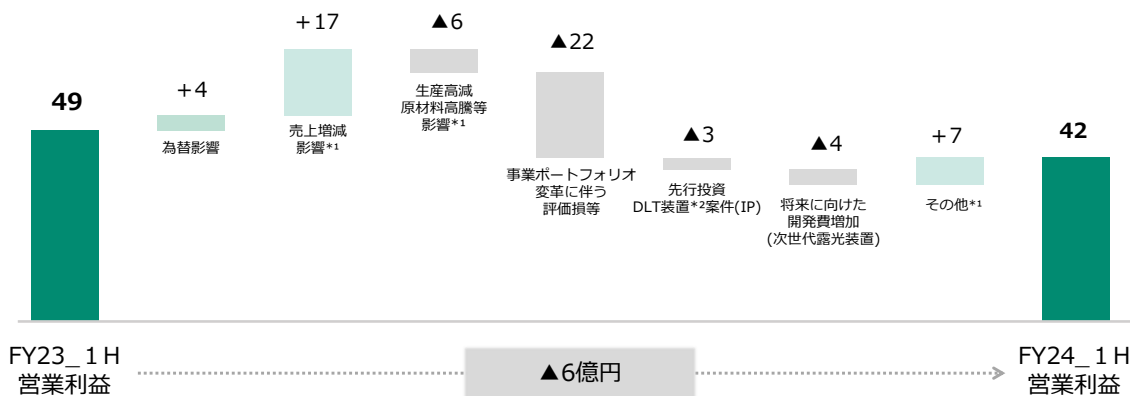 49
+4
為替影響
+17
売上増減
影響*1
▲6
生産高減
原材料高騰等
影響*1
▲22
事業ポートフォリオ
変革に伴う
評価損等
▲3
先行投資
DLT装置*2案件(IP)
▲4
将来に向けた
開発費増加
(次世代露光装置)
+7
その他*1
42
FY23_１H
営業利益
▲6億円
FY24_１H
営業利益